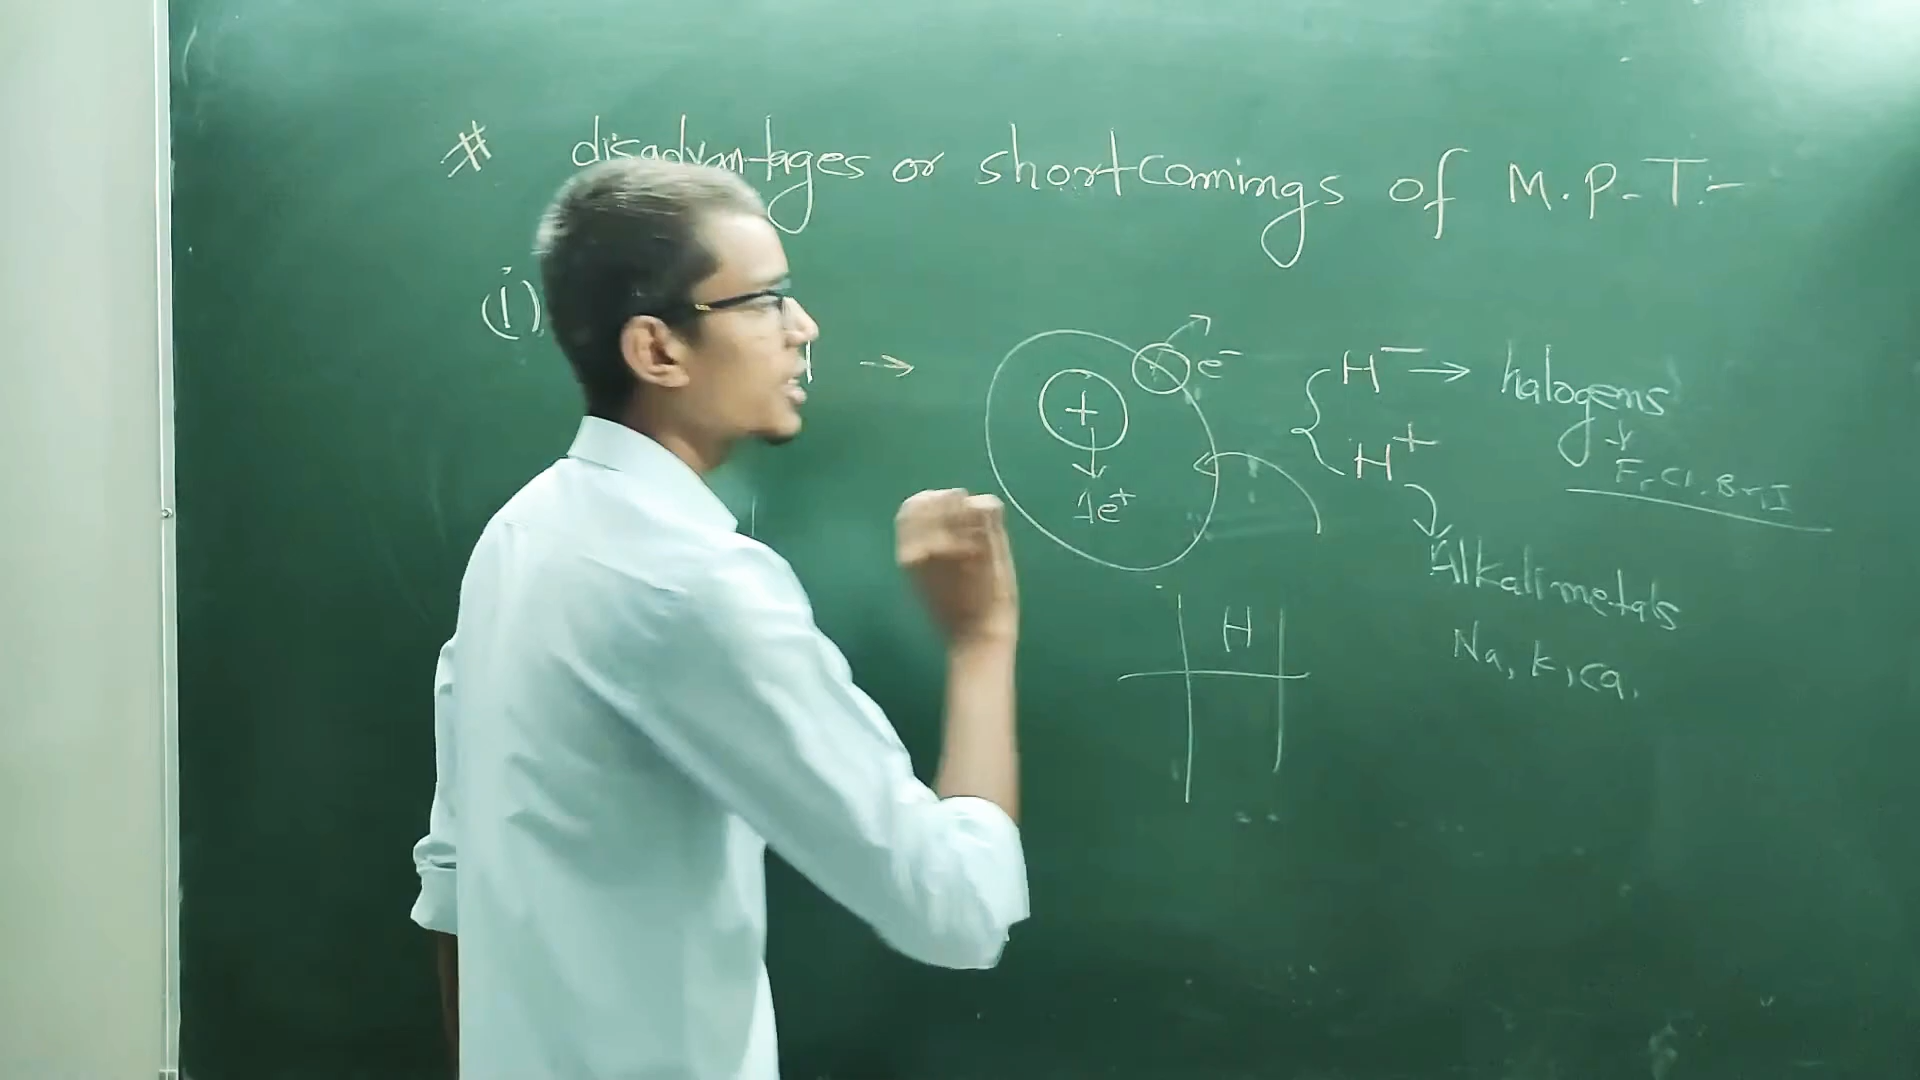 # disadvantages or shortcomings of M.P.T:-
(i)
→
e⁻
+
1e⁺
H⁻ → halogens
F, Cl, Br, I
H⁺
Alkali metals
Na, K, Ca,
H